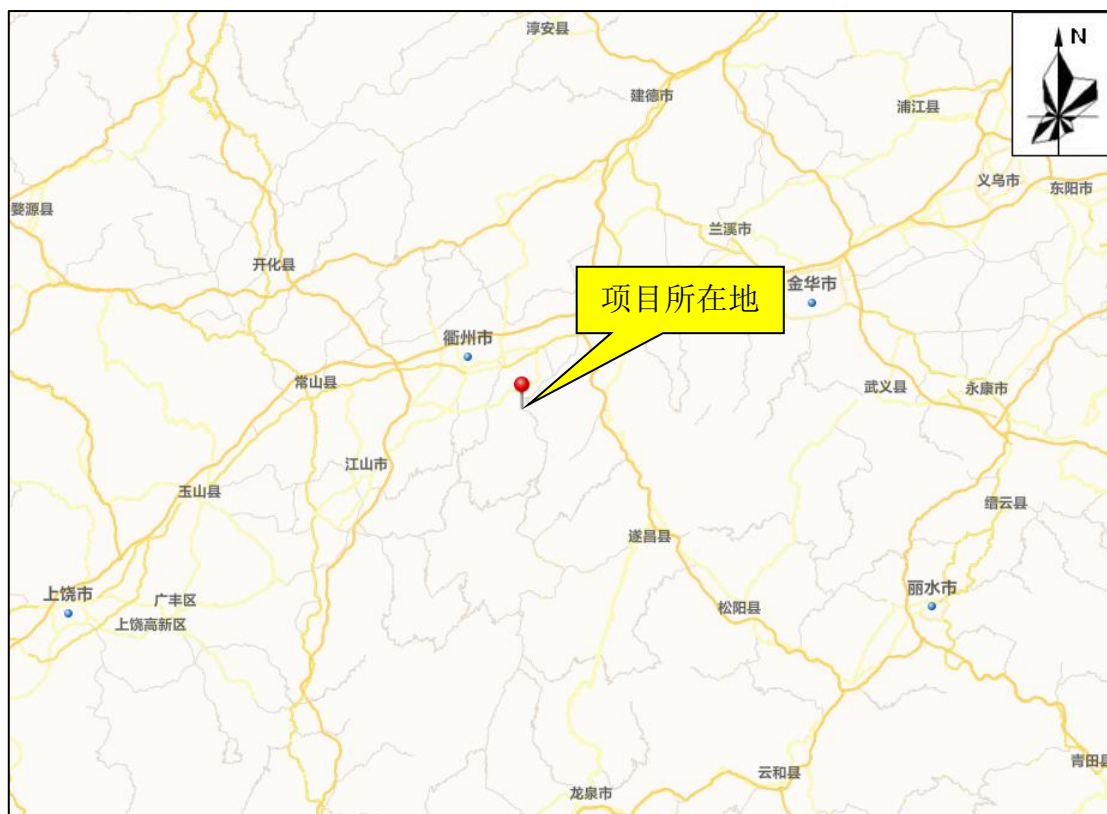 淳安县
N
建德市
浦江县
义乌市
东阳市
婺源县
兰溪市
开化县
项目所在地
金华市
衢州市
常山县
武义县
永康市
江山市
玉山县
缙云县
遂昌县
上饶市
广丰区
丽水市
松阳县
上饶高新区
青田县
云和县
龙泉市